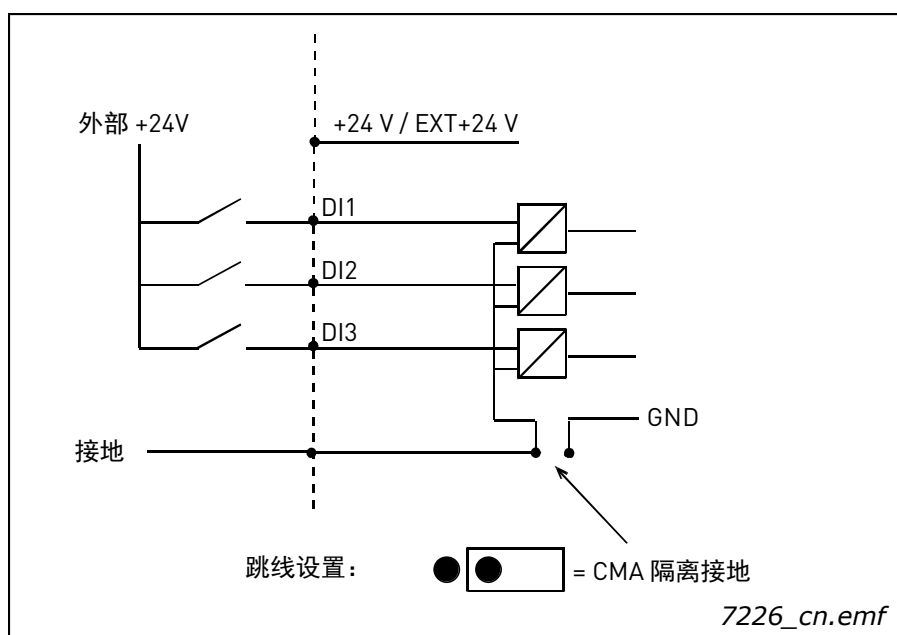 外部 +24V
+24 V / EXT+24 V
DI1
DI2
DI3
GND
接地
跳线设置：
= CMA 隔离接地
7226_cn.emf